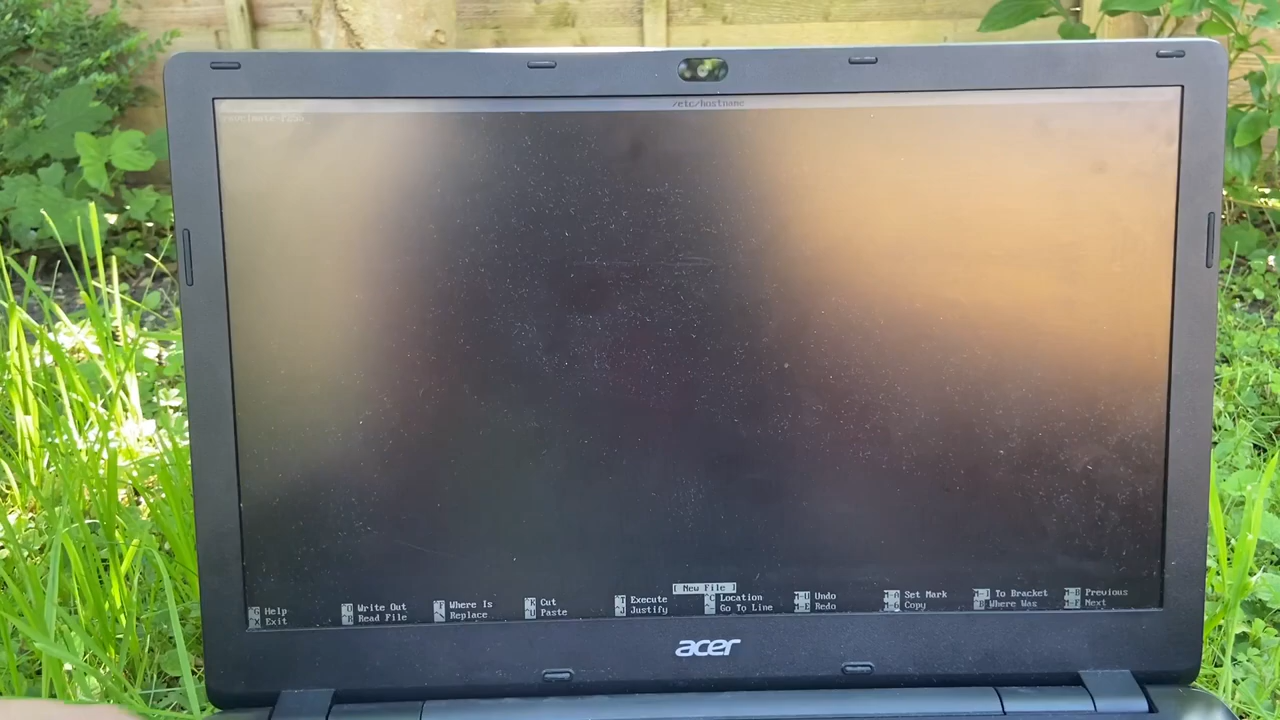 /etc/hostname
[ New File ]
^G Help ^O Write Out ^W Where Is ^K Cut ^T Execute ^C Location M-U Undo M-A Set Mark M-] To Bracket M-Q Previous
^X Exit ^R Read File ^\ Replace ^U Paste ^J Justify ^_ Go To Line M-E Redo M-6 Copy ^Q Where Was M-W Next
acer